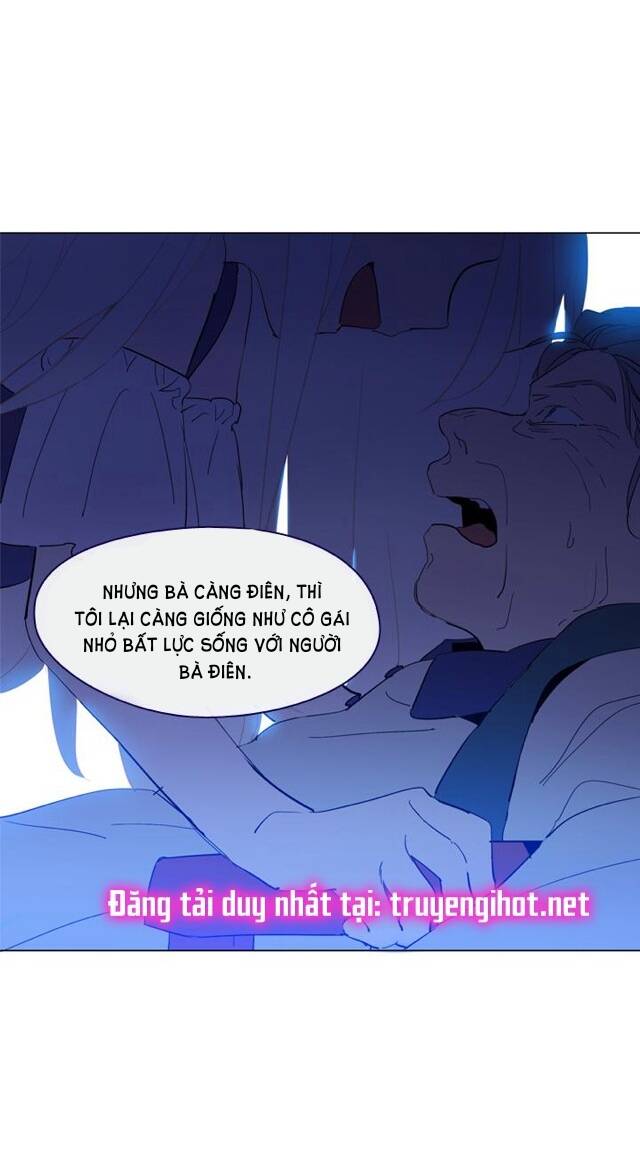 NHƯNG BÀ CÀNG ĐIÊN, THÌ
TÔI LẠI CÀNG GIỐNG NHƯ CÔ GÁI
NHỎ BẤT LỰC SỐNG VỚI NGƯỜI
BÀ ĐIÊN.
Đăng tải duy nhất tại: truyengihot.net